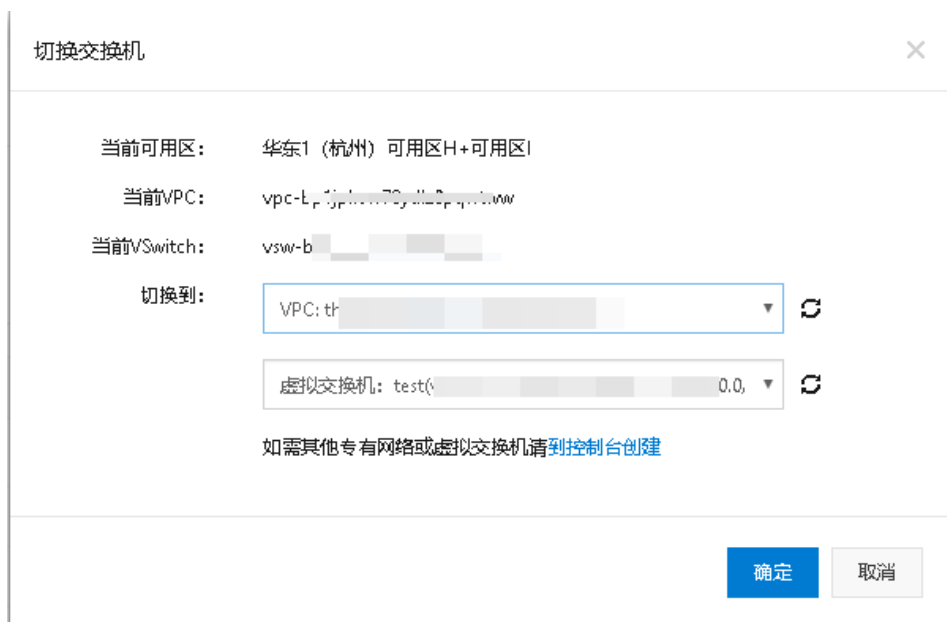 切换交换机
当前可用区: 华东1 (杭州) 可用区H+可用区I
当前VPC:
当前VSwitch: vsw-b
切换到: VPC: th
虚拟交换机: test( 0.0,
如需其他专有网络或虚拟交换机请到控制台创建
确定 取消